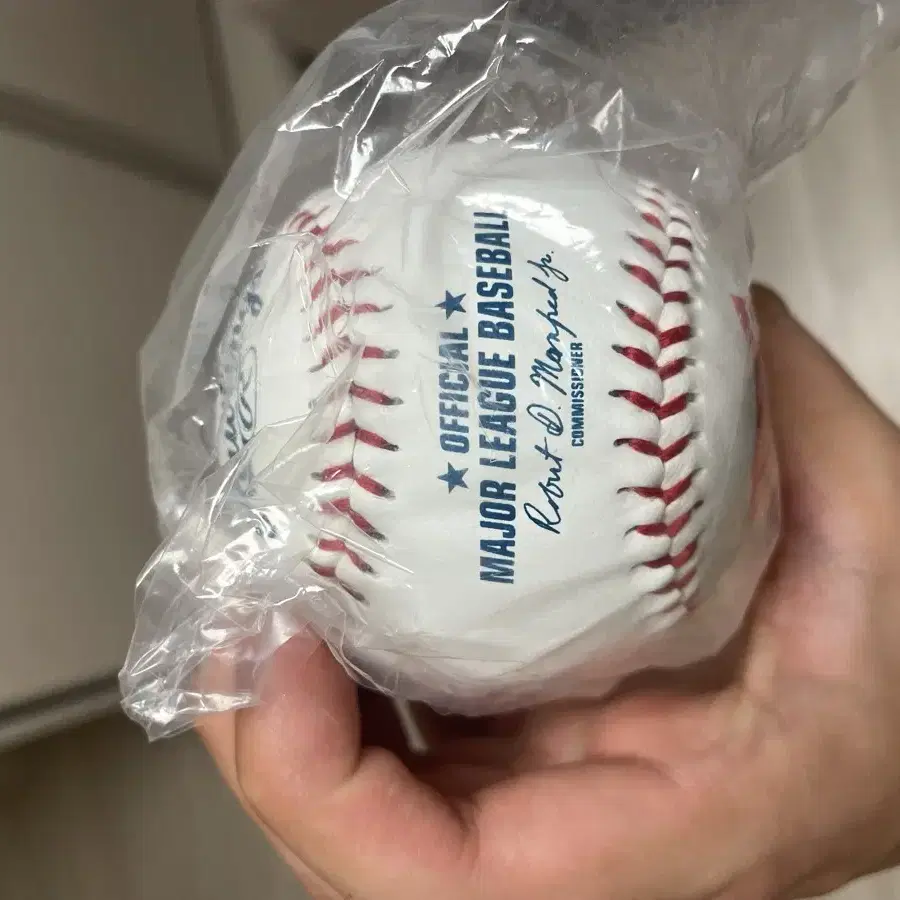 ★ OFFICIAL ★
MAJOR LEAGUE BASEBALL
Robert D. Manfred Jr.
COMMISSIONER